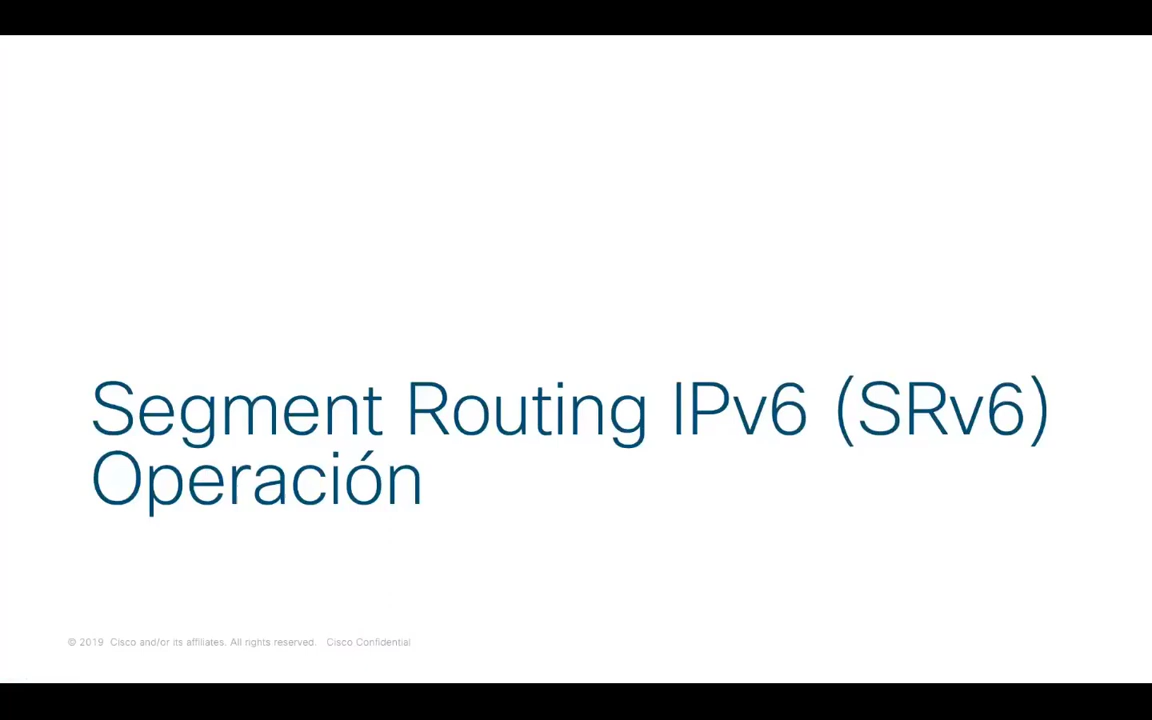 Segment Routing IPv6 (SRv6)
Operación
© 2019 Cisco and/or its affiliates. All rights reserved. Cisco Confidential